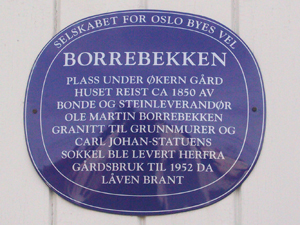 SELSKABET FOR OSLO BYES VEL
BORREBEKKEN
PLASS UNDER ØKERN GÅRD
HUSET REIST CA 1850 AV
BONDE OG STEINLEVERANDØR
OLE MARTIN BORREBEKKEN
GRANITT TIL GRUNNMURER OG
CARL JOHAN-STATUENS
SOKKEL BLE LEVERT HERFRA
GÅRDSBRUK TIL 1952 DA
LÅVEN BRANT